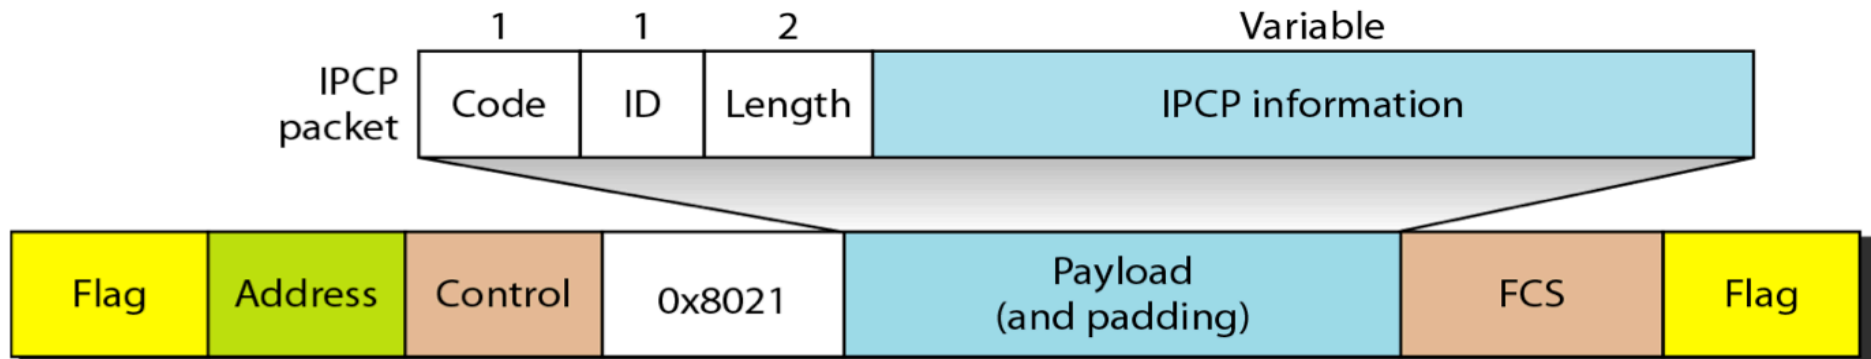 1 1 2 Variable
IPCP
packet
Code ID Length IPCP information
Flag Address Control 0x8021 Payload
(and padding) FCS Flag